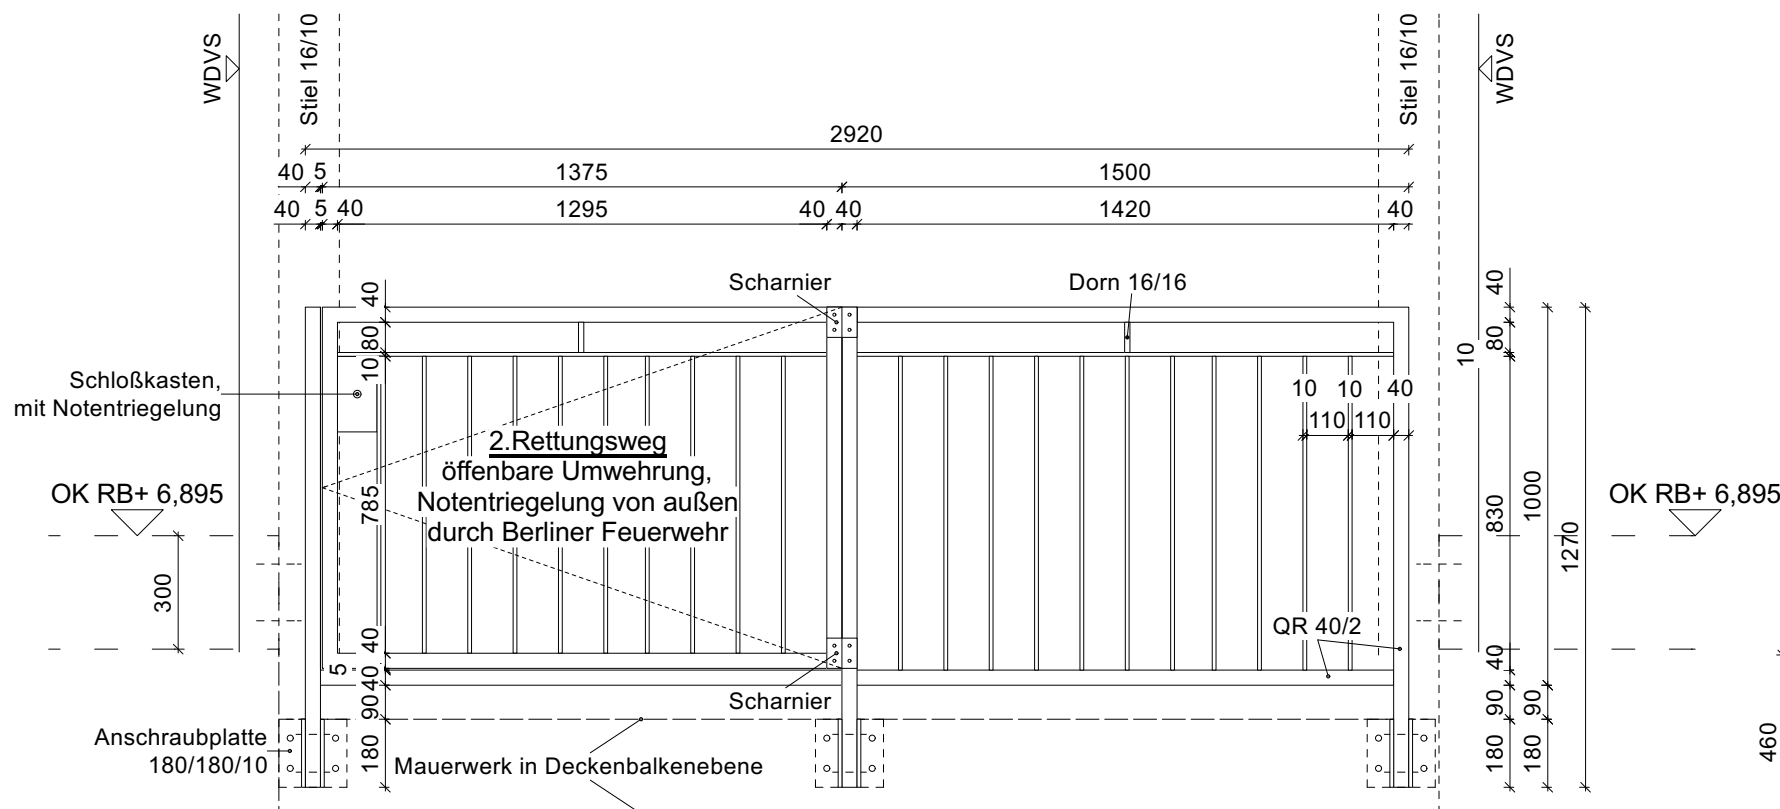 WDVS
Stiel 16/10
Stiel 16/10
WDVS
2920
40 5 1375 1500
40 5 40 1295 40 40 1420 40
Scharnier
Dorn 16/16
40
80
10
785
40
5
40
90
180
Schloßkasten,
mit Notentriegelung
2.Rettungsweg
öffenbare Umwehrung,
Notentriegelung von außen
durch Berliner Feuerwehr
10 10 40
110 110
40
80
10
830
40
90
180
1000
90
180
1270
OK RB+ 6,895
300
OK RB+ 6,895
QR 40/2
Scharnier
Anschraubplatte
180/180/10
Mauerwerk in Deckenbalkenebene
460